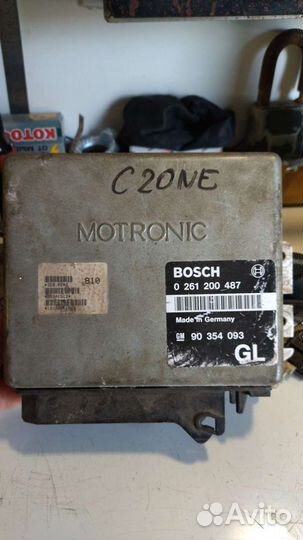 C20NE
MOTRONIC
B10
BOSCH
0 261 200 487
Made in Germany
GM 90 354 093
GL
Avito